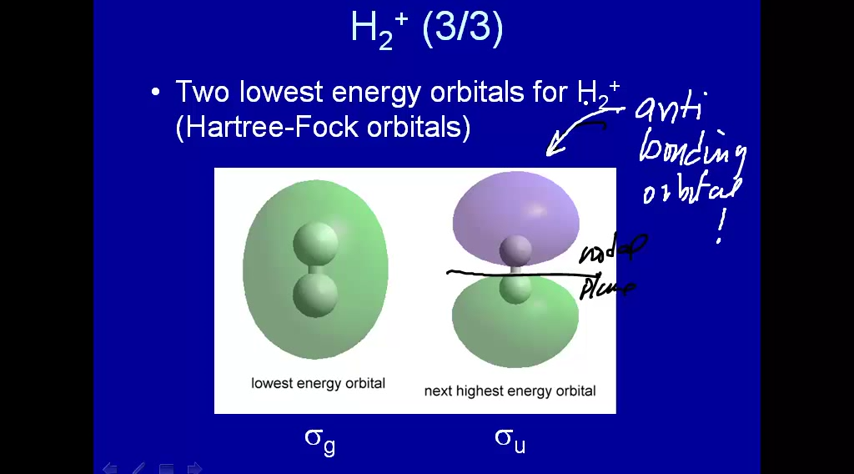 H₂⁺ (3/3)
• Two lowest energy orbitals for H₂⁺
(Hartree-Fock orbitals)
anti
bonding
orbital
!
nodal
plane
lowest energy orbital
next highest energy orbital
σg
σu